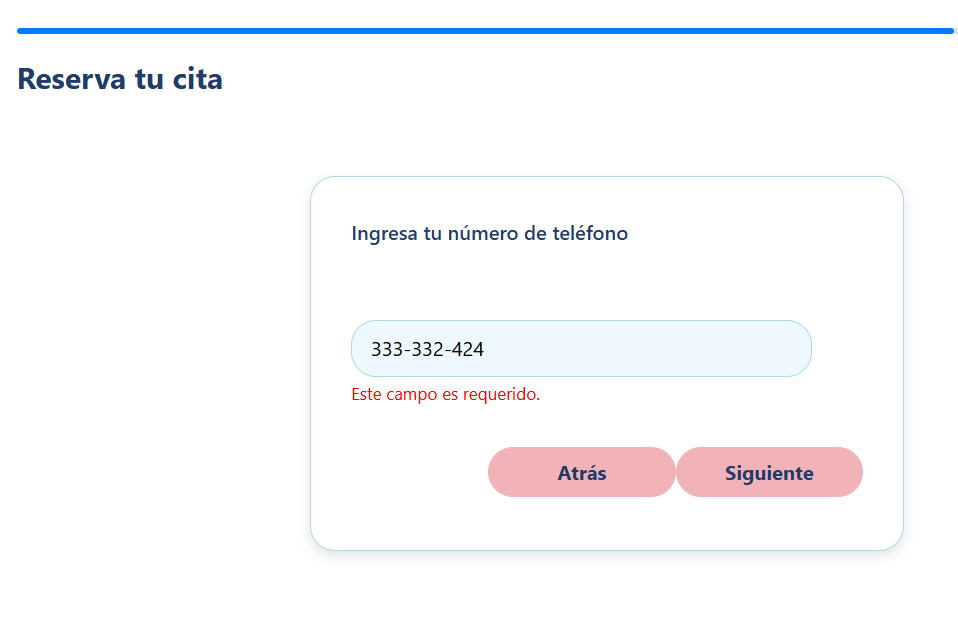 Reserva tu cita
Ingresa tu número de teléfono
333-332-424
Este campo es requerido.
Atrás
Siguiente